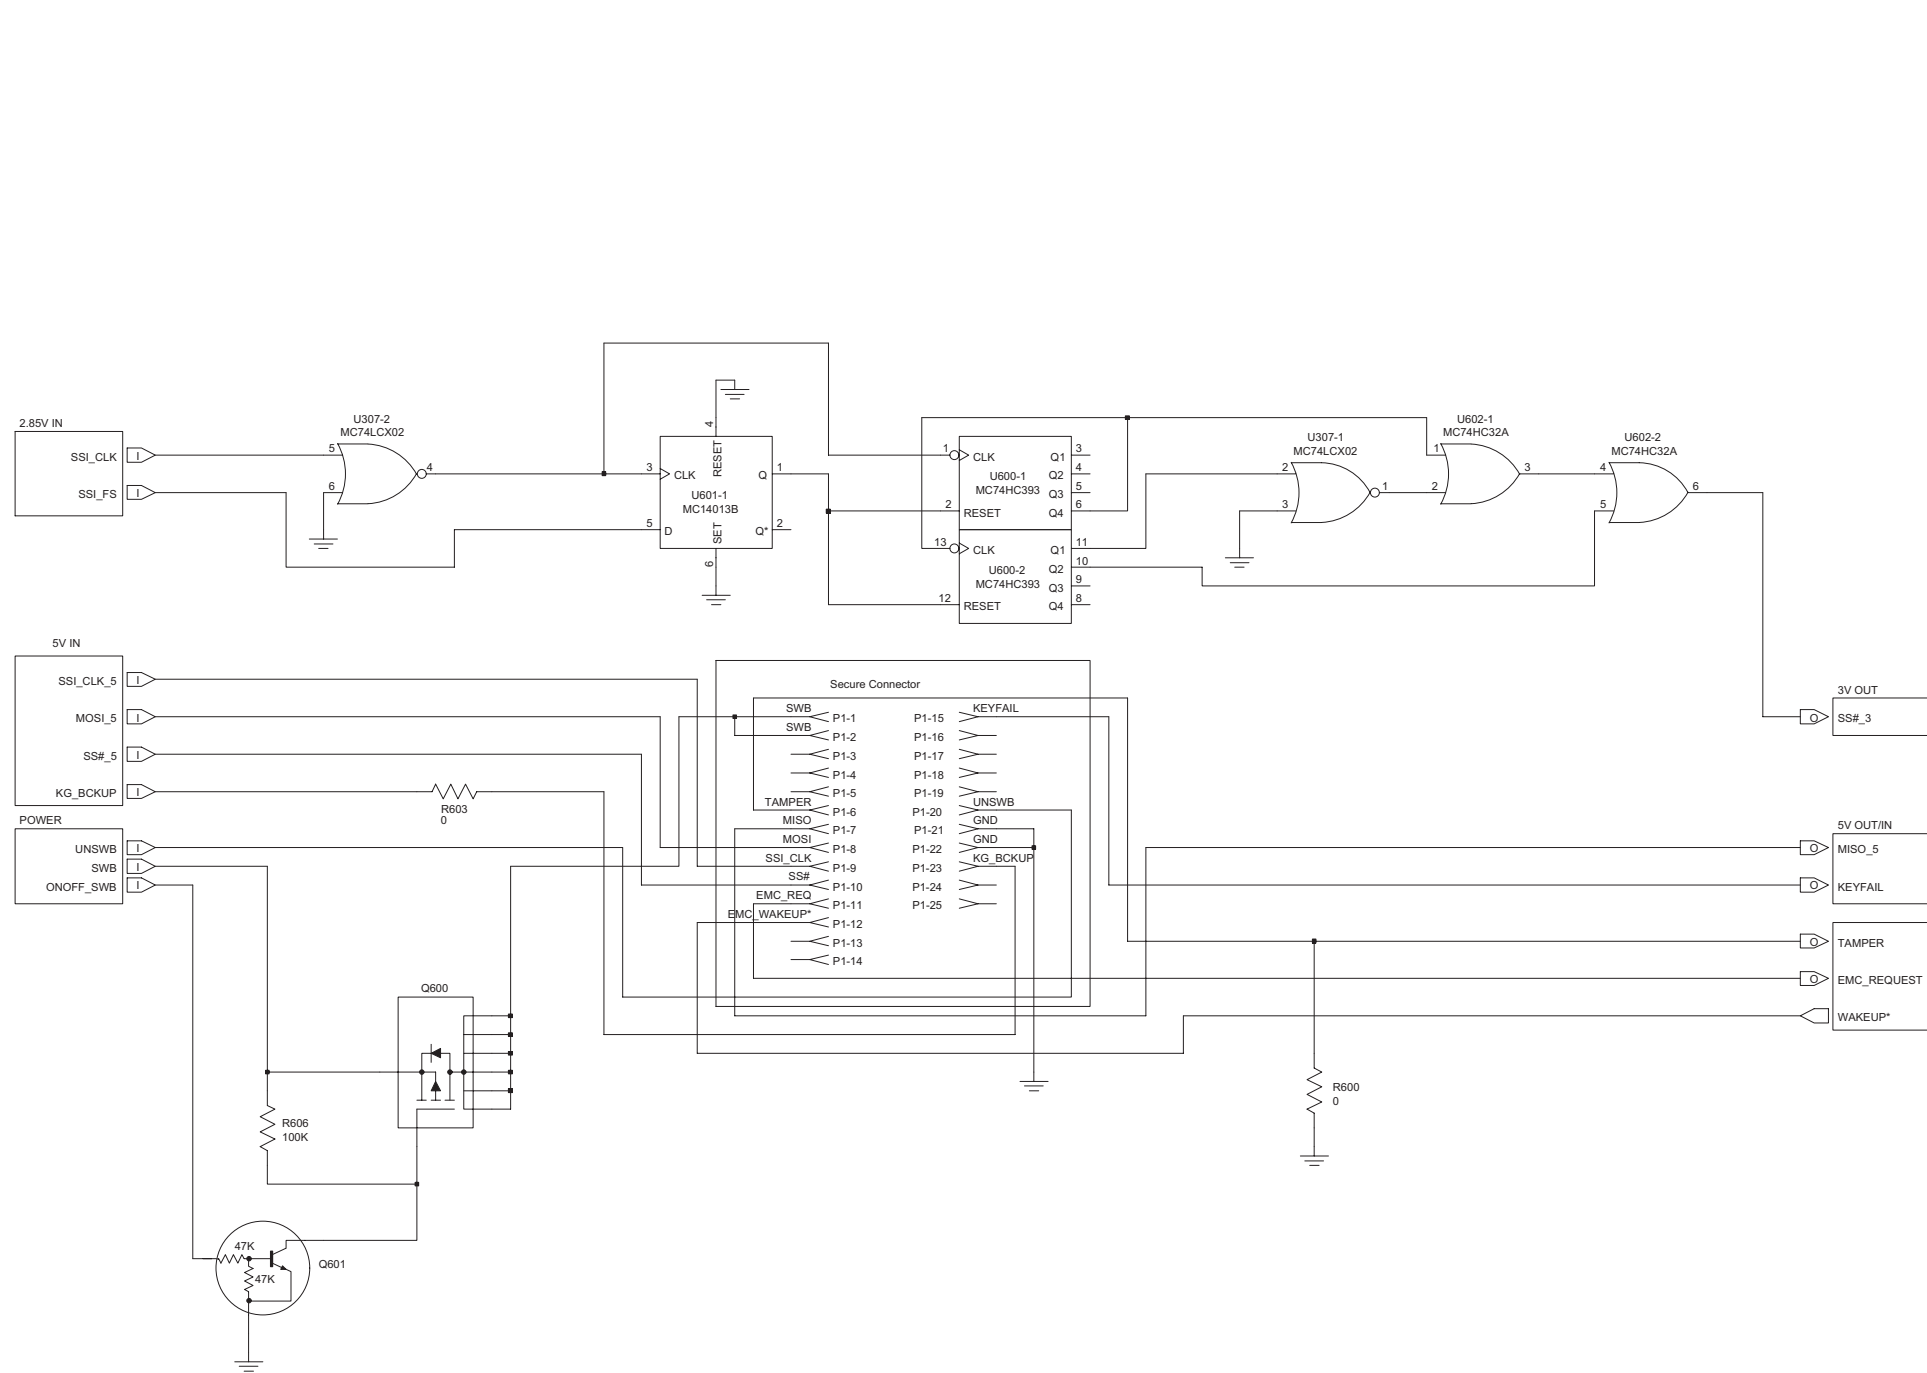 2.85V IN
SSI_CLK
I
SSI_FS
I
U307-2
MC74LCX02
5
6
4
3
CLK
RESET
4
Q
1
U601-1
MC14013B
5
D
SET
6
Q*
2
1
CLK
Q1
3
Q2
4
U600-1
MC74HC393
Q3
5
2
RESET
Q4
6
13
CLK
Q1
11
Q2
10
U600-2
MC74HC393
Q3
9
12
RESET
Q4
8
U307-1
MC74LCX02
2
3
1
U602-1
MC74HC32A
1
2
3
U602-2
MC74HC32A
4
5
6
5V IN
SSI_CLK_5
I
MOSI_5
I
SS#_5
I
KG_BCKUP
I
R603
0
POWER
UNSWB
I
SWB
I
ONOFF_SWB
I
Secure Connector
SWB
P1-1
SWB
P1-2
P1-3
P1-4
P1-5
TAMPER
P1-6
MISO
P1-7
MOSI
P1-8
SSI_CLK
P1-9
SS#
P1-10
EMC_REQ
P1-11
EMC_WAKEUP*
P1-12
P1-13
P1-14
P1-15
KEYFAIL
P1-16
P1-17
P1-18
P1-19
P1-20
UNSWB
P1-21
GND
P1-22
GND
P1-23
KG_BCKUP
P1-24
P1-25
3V OUT
O
SS#_3
5V OUT/IN
O
MISO_5
O
KEYFAIL
O
TAMPER
O
EMC_REQUEST
WAKEUP*
Q600
R606
100K
R600
0
47K
47K
Q601